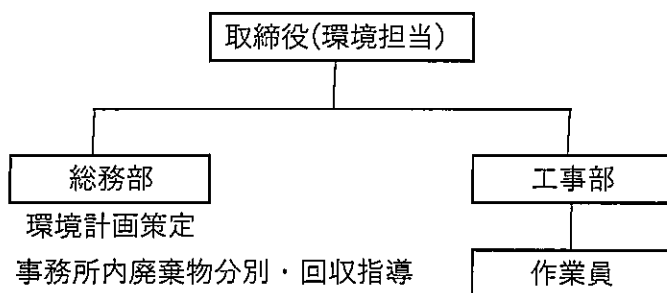 取締役(環境担当)
総務部
工事部
環境計画策定
事務所内廃棄物分別・回収指導
作業員